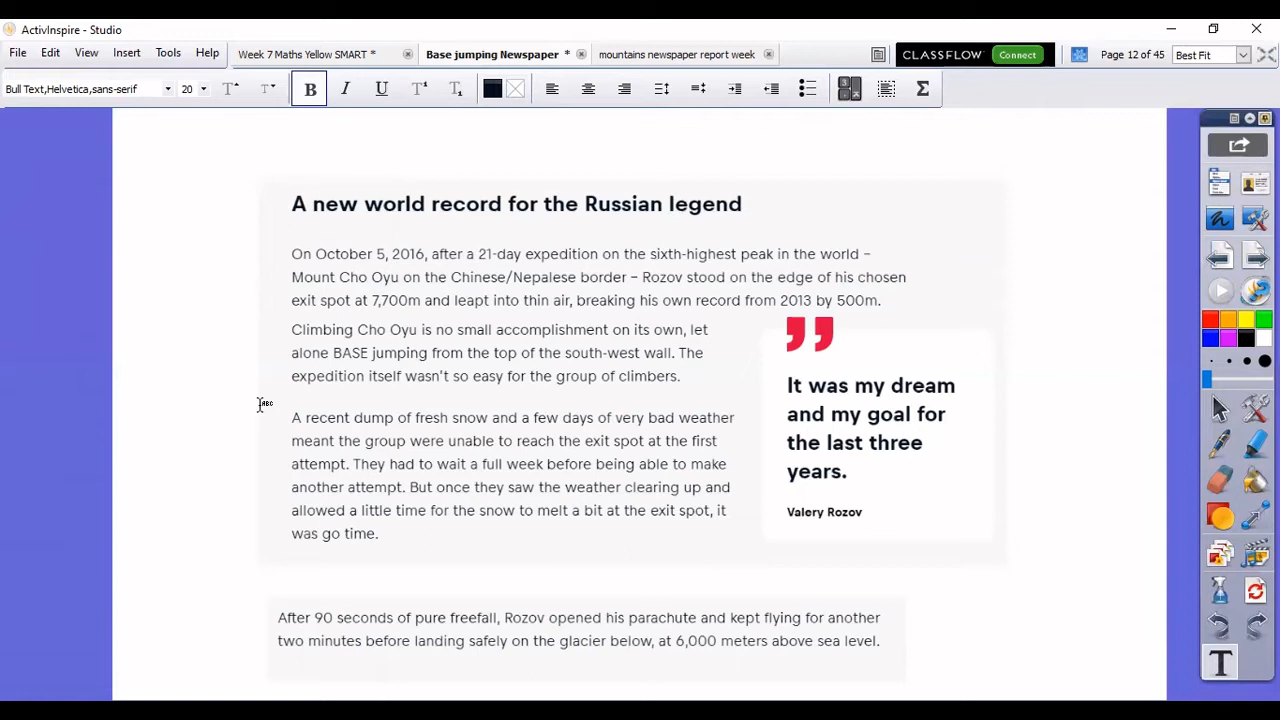 ActivInspire - Studio
File Edit View Insert Tools Help
Week 7 Maths Yellow SMART *
Base jumping Newspaper *
mountains newspaper report week
CLASSFLOW Connect
Page 12 of 45
Best Fit
Bull Text,Helvetica,sans-serif 20
B I U T T Σ
A new world record for the Russian legend
On October 5, 2016, after a 21-day expedition on the sixth-highest peak in the world –
Mount Cho Oyu on the Chinese/Nepalese border – Rozov stood on the edge of his chosen
exit spot at 7,700m and leapt into thin air, breaking his own record from 2013 by 500m.
Climbing Cho Oyu is no small accomplishment on its own, let
alone BASE jumping from the top of the south-west wall. The
expedition itself wasn't so easy for the group of climbers.
A recent dump of fresh snow and a few days of very bad weather
meant the group were unable to reach the exit spot at the first
attempt. They had to wait a full week before being able to make
another attempt. But once they saw the weather clearing up and
allowed a little time for the snow to melt a bit at the exit spot, it
was go time.
"
It was my dream
and my goal for
the last three
years.
Valery Rozov
After 90 seconds of pure freefall, Rozov opened his parachute and kept flying for another
two minutes before landing safely on the glacier below, at 6,000 meters above sea level.
ABC
T